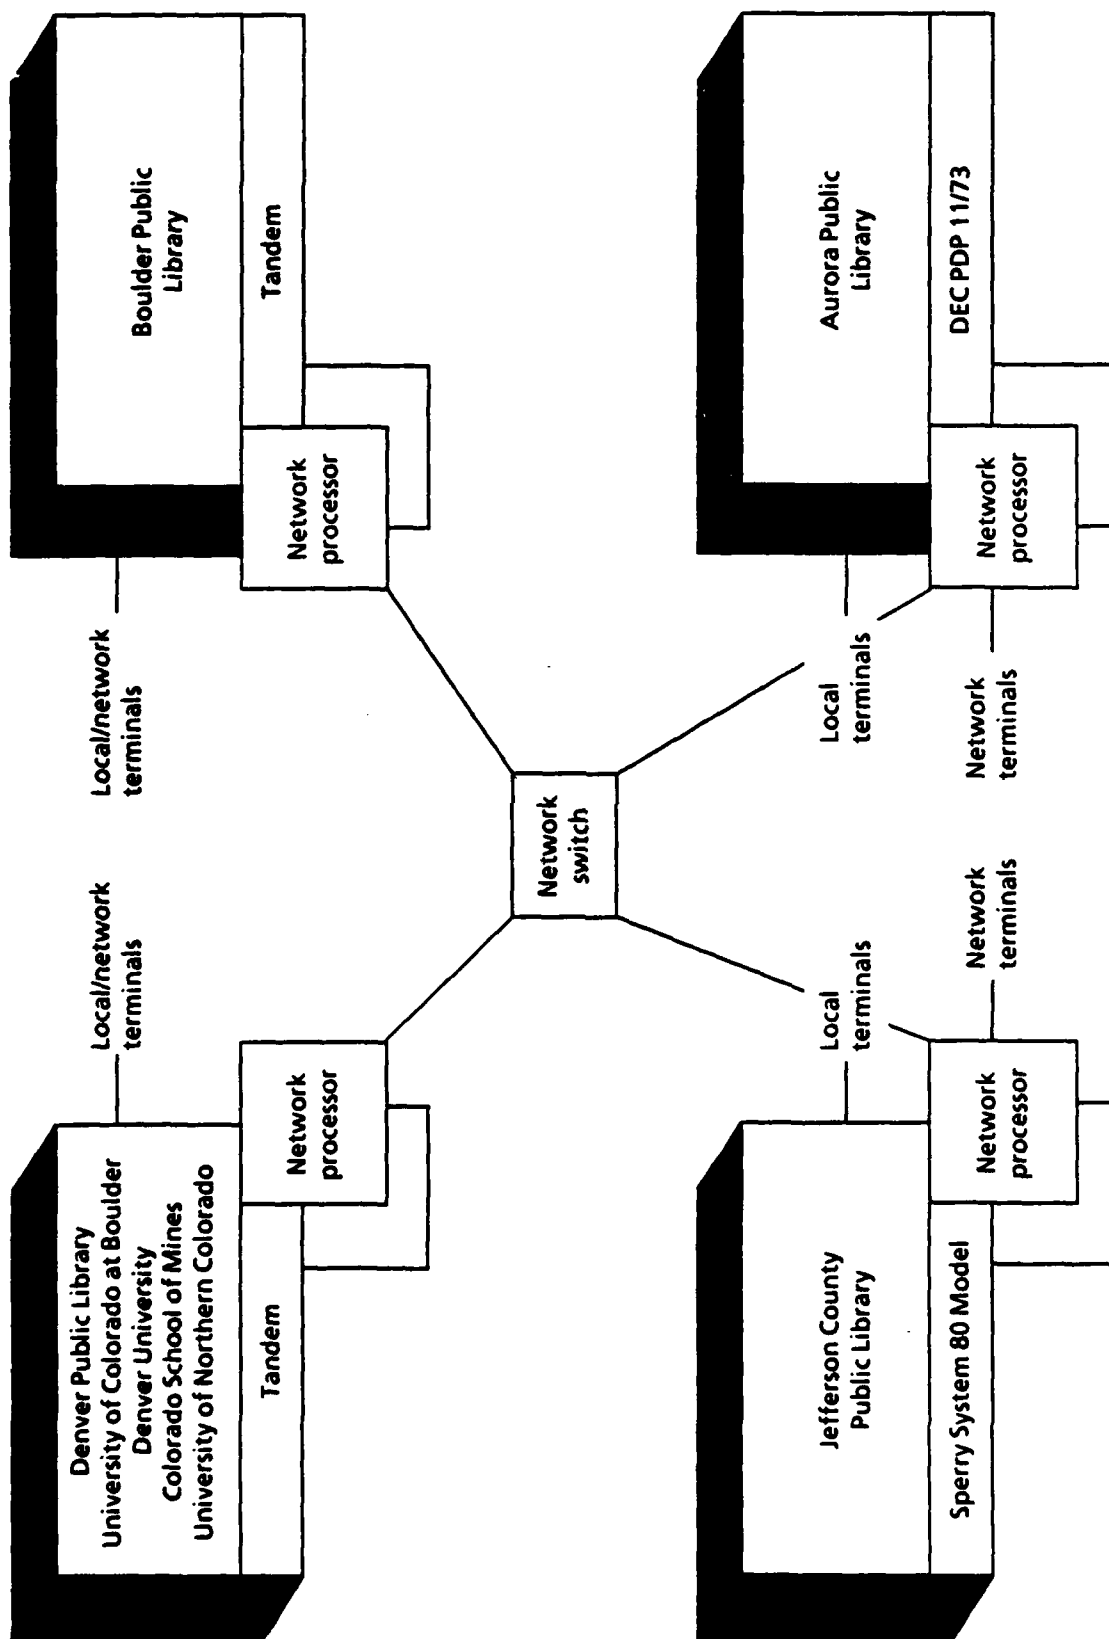 Denver Public Library
University of Colorado at Boulder
Denver University
Colorado School of Mines
University of Northern Colorado
Tandem
Network
processor
Local/network
terminals
Local/network
terminals
Boulder Public
Library
Tandem
Network
processor
Network
switch
Jefferson County
Public Library
Sperry System 80 Model
Network
processor
Local
terminals
Network
terminals
Local
terminals
Network
terminals
Aurora Public
Library
DEC PDP 11/73
Network
processor